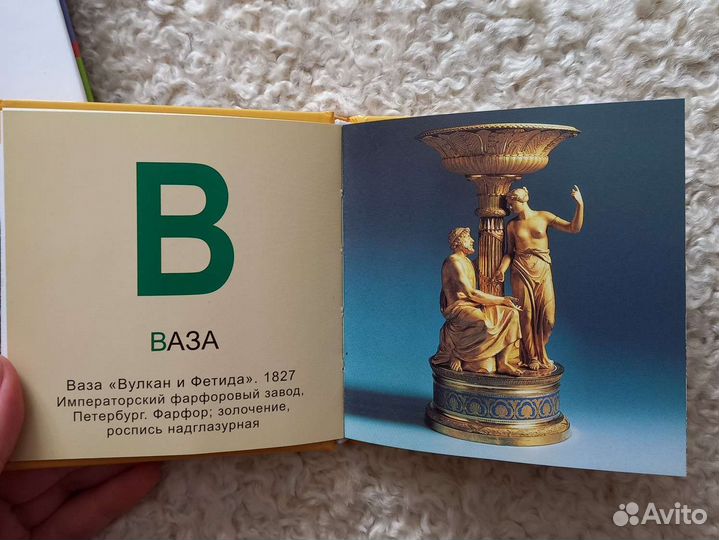 В
ВАЗА
Ваза «Вулкан и Фетида». 1827
Императорский фарфоровый завод,
Петербург. Фарфор; золочение,
роспись надглазурная
Avito